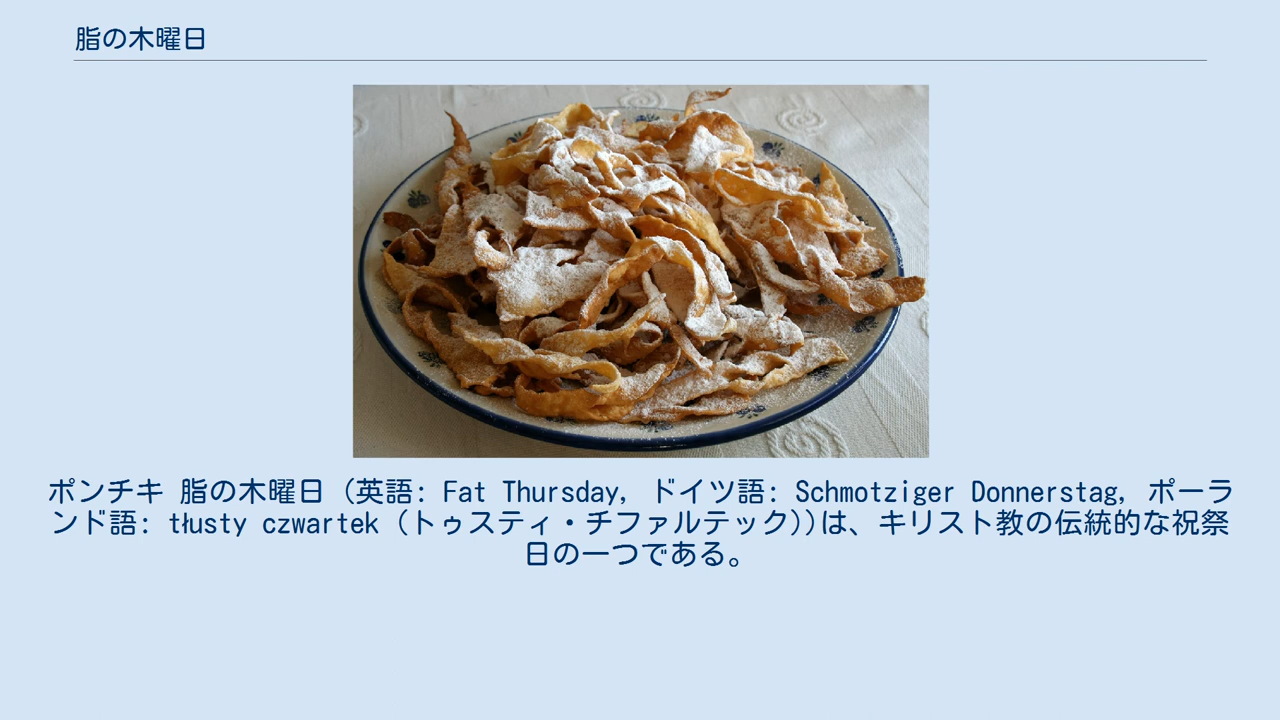 脂の木曜日
ポンチキ 脂の木曜日 (英語: Fat Thursday, ドイツ語: Schmotziger Donnerstag, ポーラ
ンド語: tłusty czwartek (トゥスティ・チファルテック))は、キリスト教の伝統的な祝祭
日の一つである。